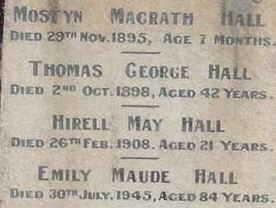 MOSTYN MACRATH HALL
DIED 29TH NOV. 1895, AGE 7 MONTHS.
THOMAS GEORGE HALL
DIED 2ND OCT. 1898, AGED 42 YEARS.
HIRELL MAY HALL
DIED 26TH FEB. 1908. AGED 21 YEARS.
EMILY MAUDE HALL
DIED 30TH JULY. 1945, AGED 84 YEARS.